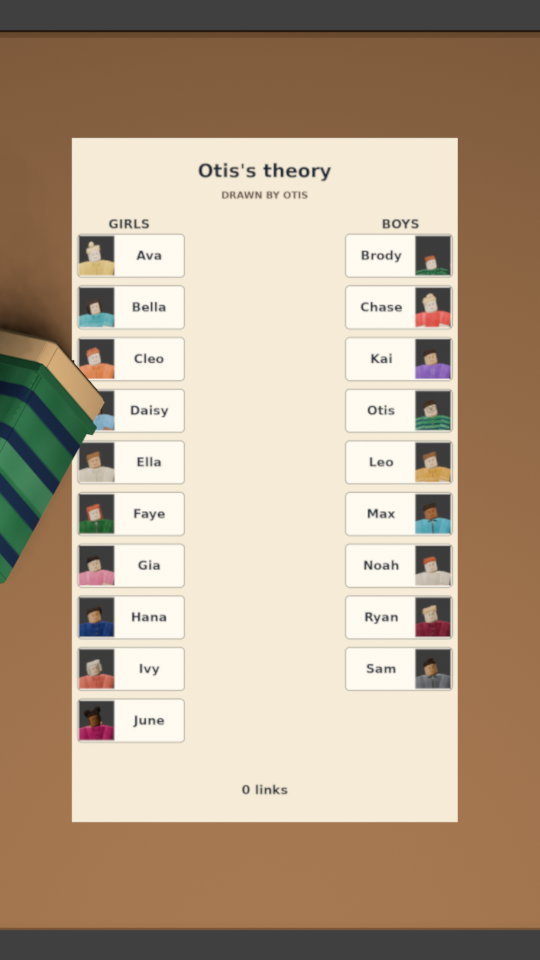 Otis's theory
DRAWN BY OTIS
GIRLS
Ava
Bella
Cleo
Daisy
Ella
Faye
Gia
Hana
Ivy
June
BOYS
Brody
Chase
Kai
Otis
Leo
Max
Noah
Ryan
Sam
0 links